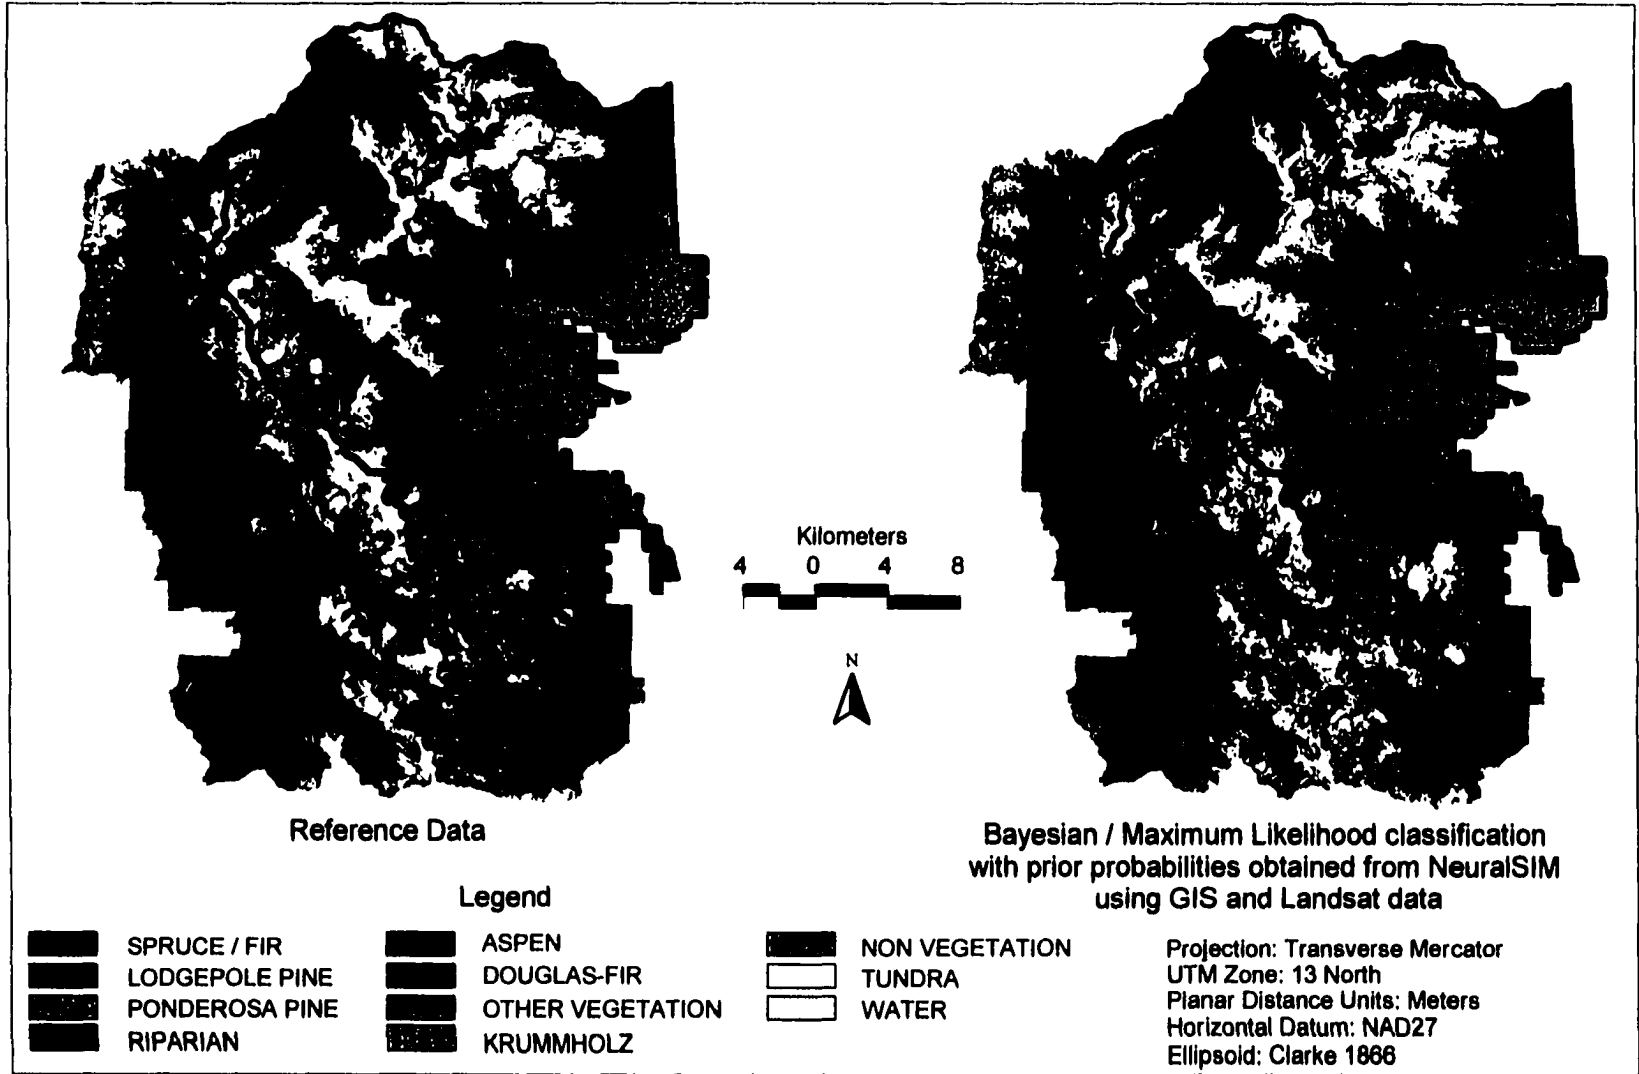 Kilometers
4 0 4 8
N
Reference Data
Bayesian / Maximum Likelihood classification
with prior probabilities obtained from NeuralSIM
using GIS and Landsat data
Legend
SPRUCE / FIR
LODGEPOLE PINE
PONDEROSA PINE
RIPARIAN
ASPEN
DOUGLAS-FIR
OTHER VEGETATION
KRUMMHOLZ
NON VEGETATION
TUNDRA
WATER
Projection: Transverse Mercator
UTM Zone: 13 North
Planar Distance Units: Meters
Horizontal Datum: NAD27
Ellipsoid: Clarke 1866